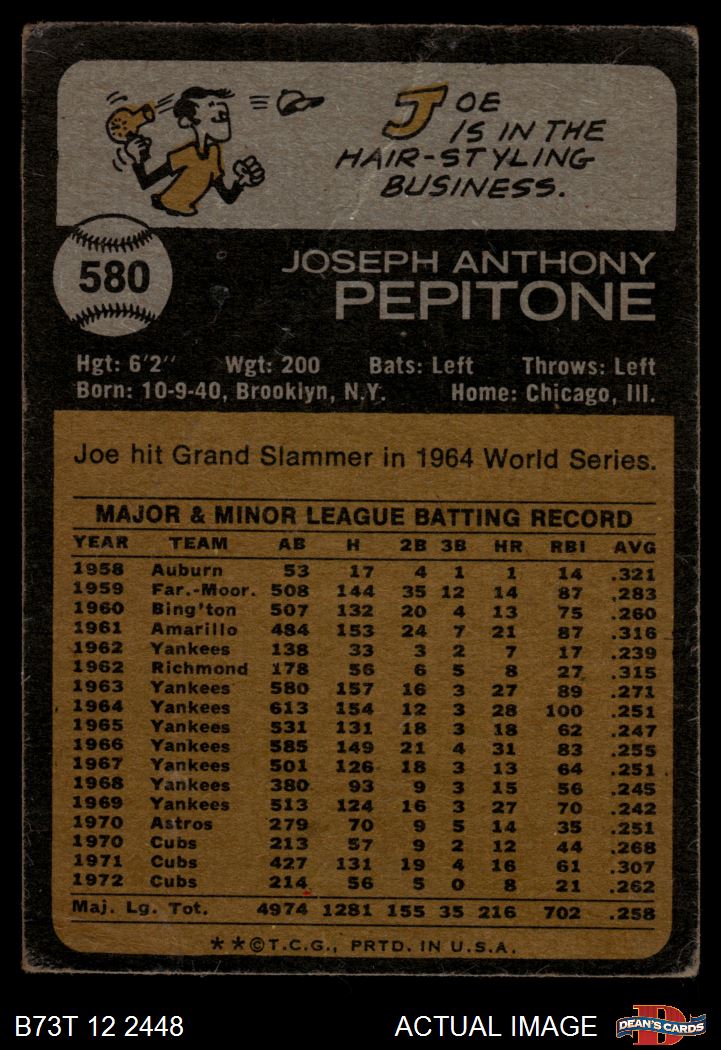 JOE
IS IN THE
HAIR-STYLING
BUSINESS.
580
JOSEPH ANTHONY
PEPITONE
Hgt: 6'2" Wgt: 200 Bats: Left Throws: Left
Born: 10-9-40, Brooklyn, N.Y. Home: Chicago, Ill.
Joe hit Grand Slammer in 1964 World Series.
MAJOR & MINOR LEAGUE BATTING RECORD
YEAR TEAM AB H 2B 3B HR RBI AVG
1958 Auburn 53 17 4 1 1 14 .321
1959 Far.-Moor. 508 144 35 12 14 87 .283
1960 Bing'ton 507 132 20 4 13 75 .260
1961 Amarillo 484 153 24 7 21 87 .316
1962 Yankees 138 33 3 2 7 17 .239
1962 Richmond 178 56 6 5 8 27 .315
1963 Yankees 580 157 16 3 27 89 .271
1964 Yankees 613 154 12 3 28 100 .251
1965 Yankees 531 131 18 3 18 62 .247
1966 Yankees 585 149 21 4 31 83 .255
1967 Yankees 501 126 18 3 13 64 .251
1968 Yankees 380 93 9 3 15 56 .245
1969 Yankees 513 124 16 3 27 70 .242
1970 Astros 279 70 9 5 14 35 .251
1970 Cubs 213 57 9 2 12 44 .268
1971 Cubs 427 131 19 4 16 61 .307
1972 Cubs 214 56 5 0 8 21 .262
Maj. Lg. Tot. 4974 1281 155 35 216 702 .258
**©T.C.G., PRTD. IN U.S.A.
B73T 12 2448 ACTUAL IMAGE D DEAN'S CARDS